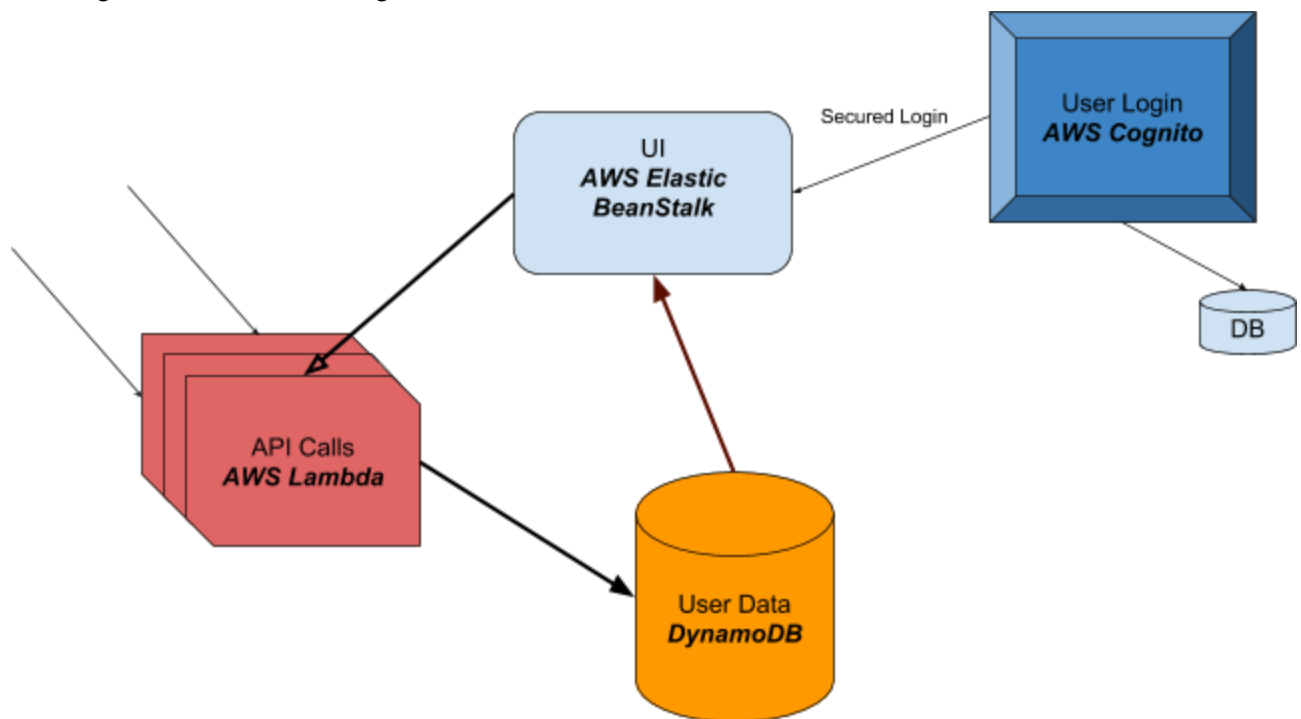 User Login
AWS Cognito
Secured Login
UI
AWS Elastic
BeanStalk
DB
API Calls
AWS Lambda
User Data
DynamoDB